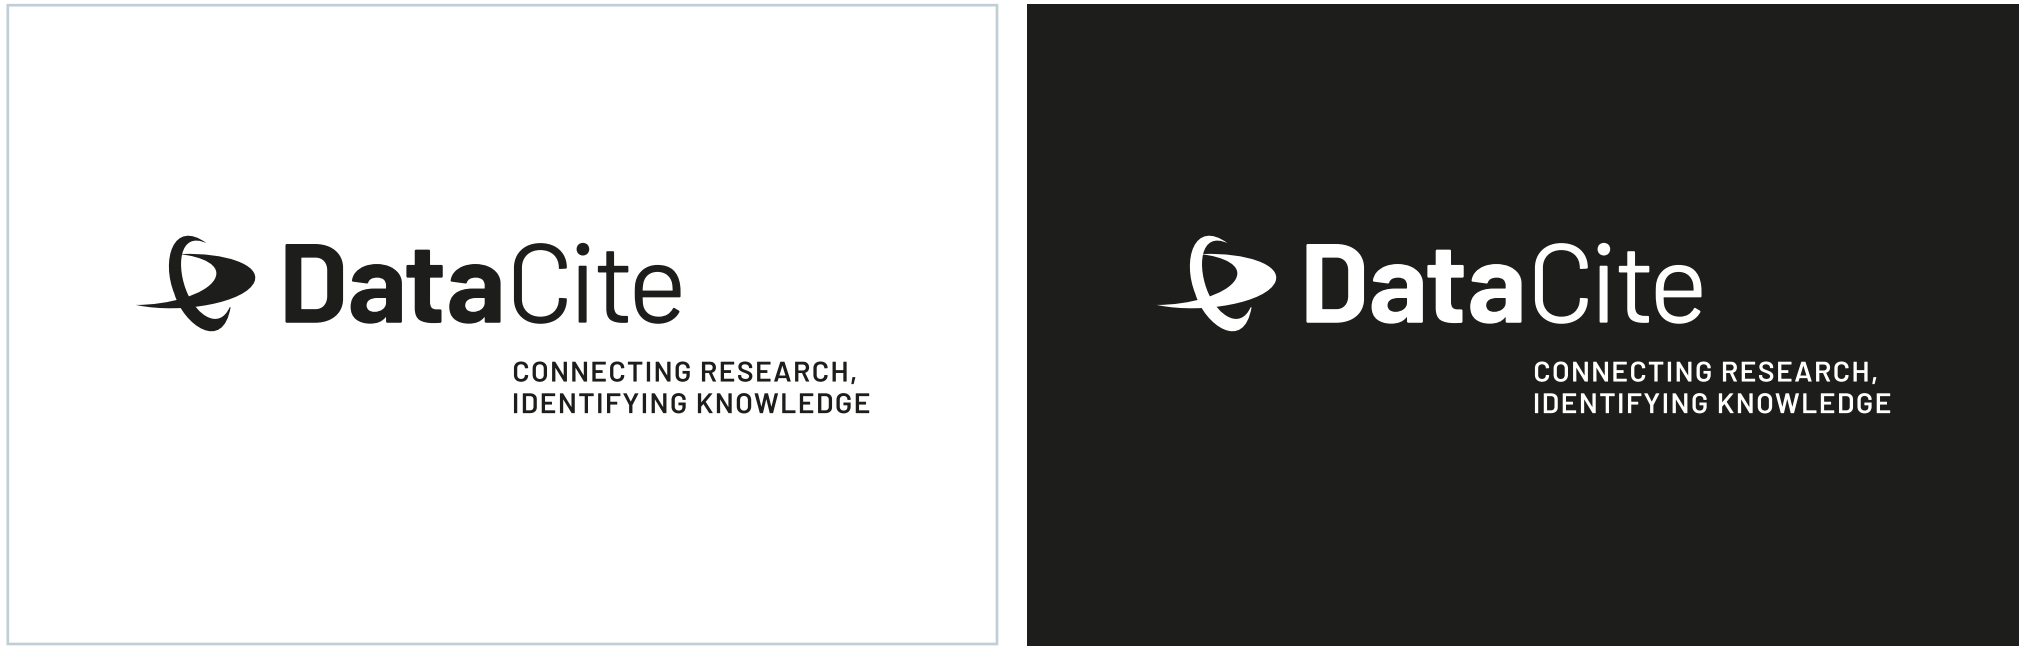 DataCite
CONNECTING RESEARCH,
IDENTIFYING KNOWLEDGE
DataCite
CONNECTING RESEARCH,
IDENTIFYING KNOWLEDGE